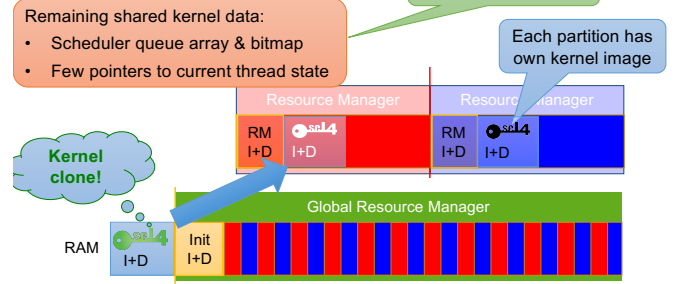 Remaining shared kernel data:
• Scheduler queue array & bitmap
• Few pointers to current thread state
Each partition has
own kernel image
Resource Manager
Resource Manager
RM
I+D
seL4
I+D
RM
I+D
seL4
I+D
Kernel
clone!
Global Resource Manager
RAM
seL4
I+D
Init
I+D